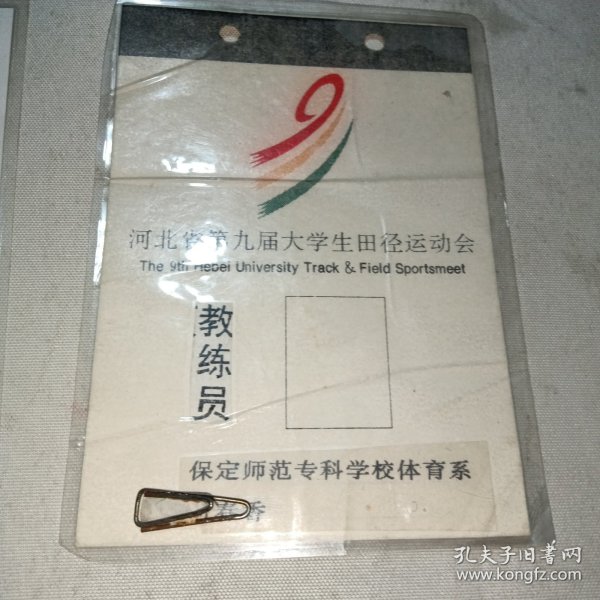 河北省第九届大学生田径运动会
The 9th Hebei University Track & Field Sportsmeet
教练员
保定师范专科学校体育系
春香
孔夫子旧书网
www.kongfz.com